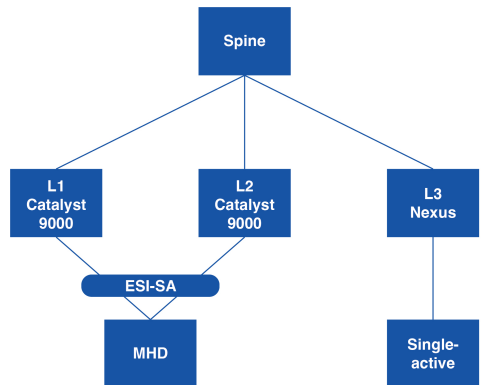 Spine
L1
Catalyst
9000
L2
Catalyst
9000
L3
Nexus
ESI-SA
MHD
Single-
active